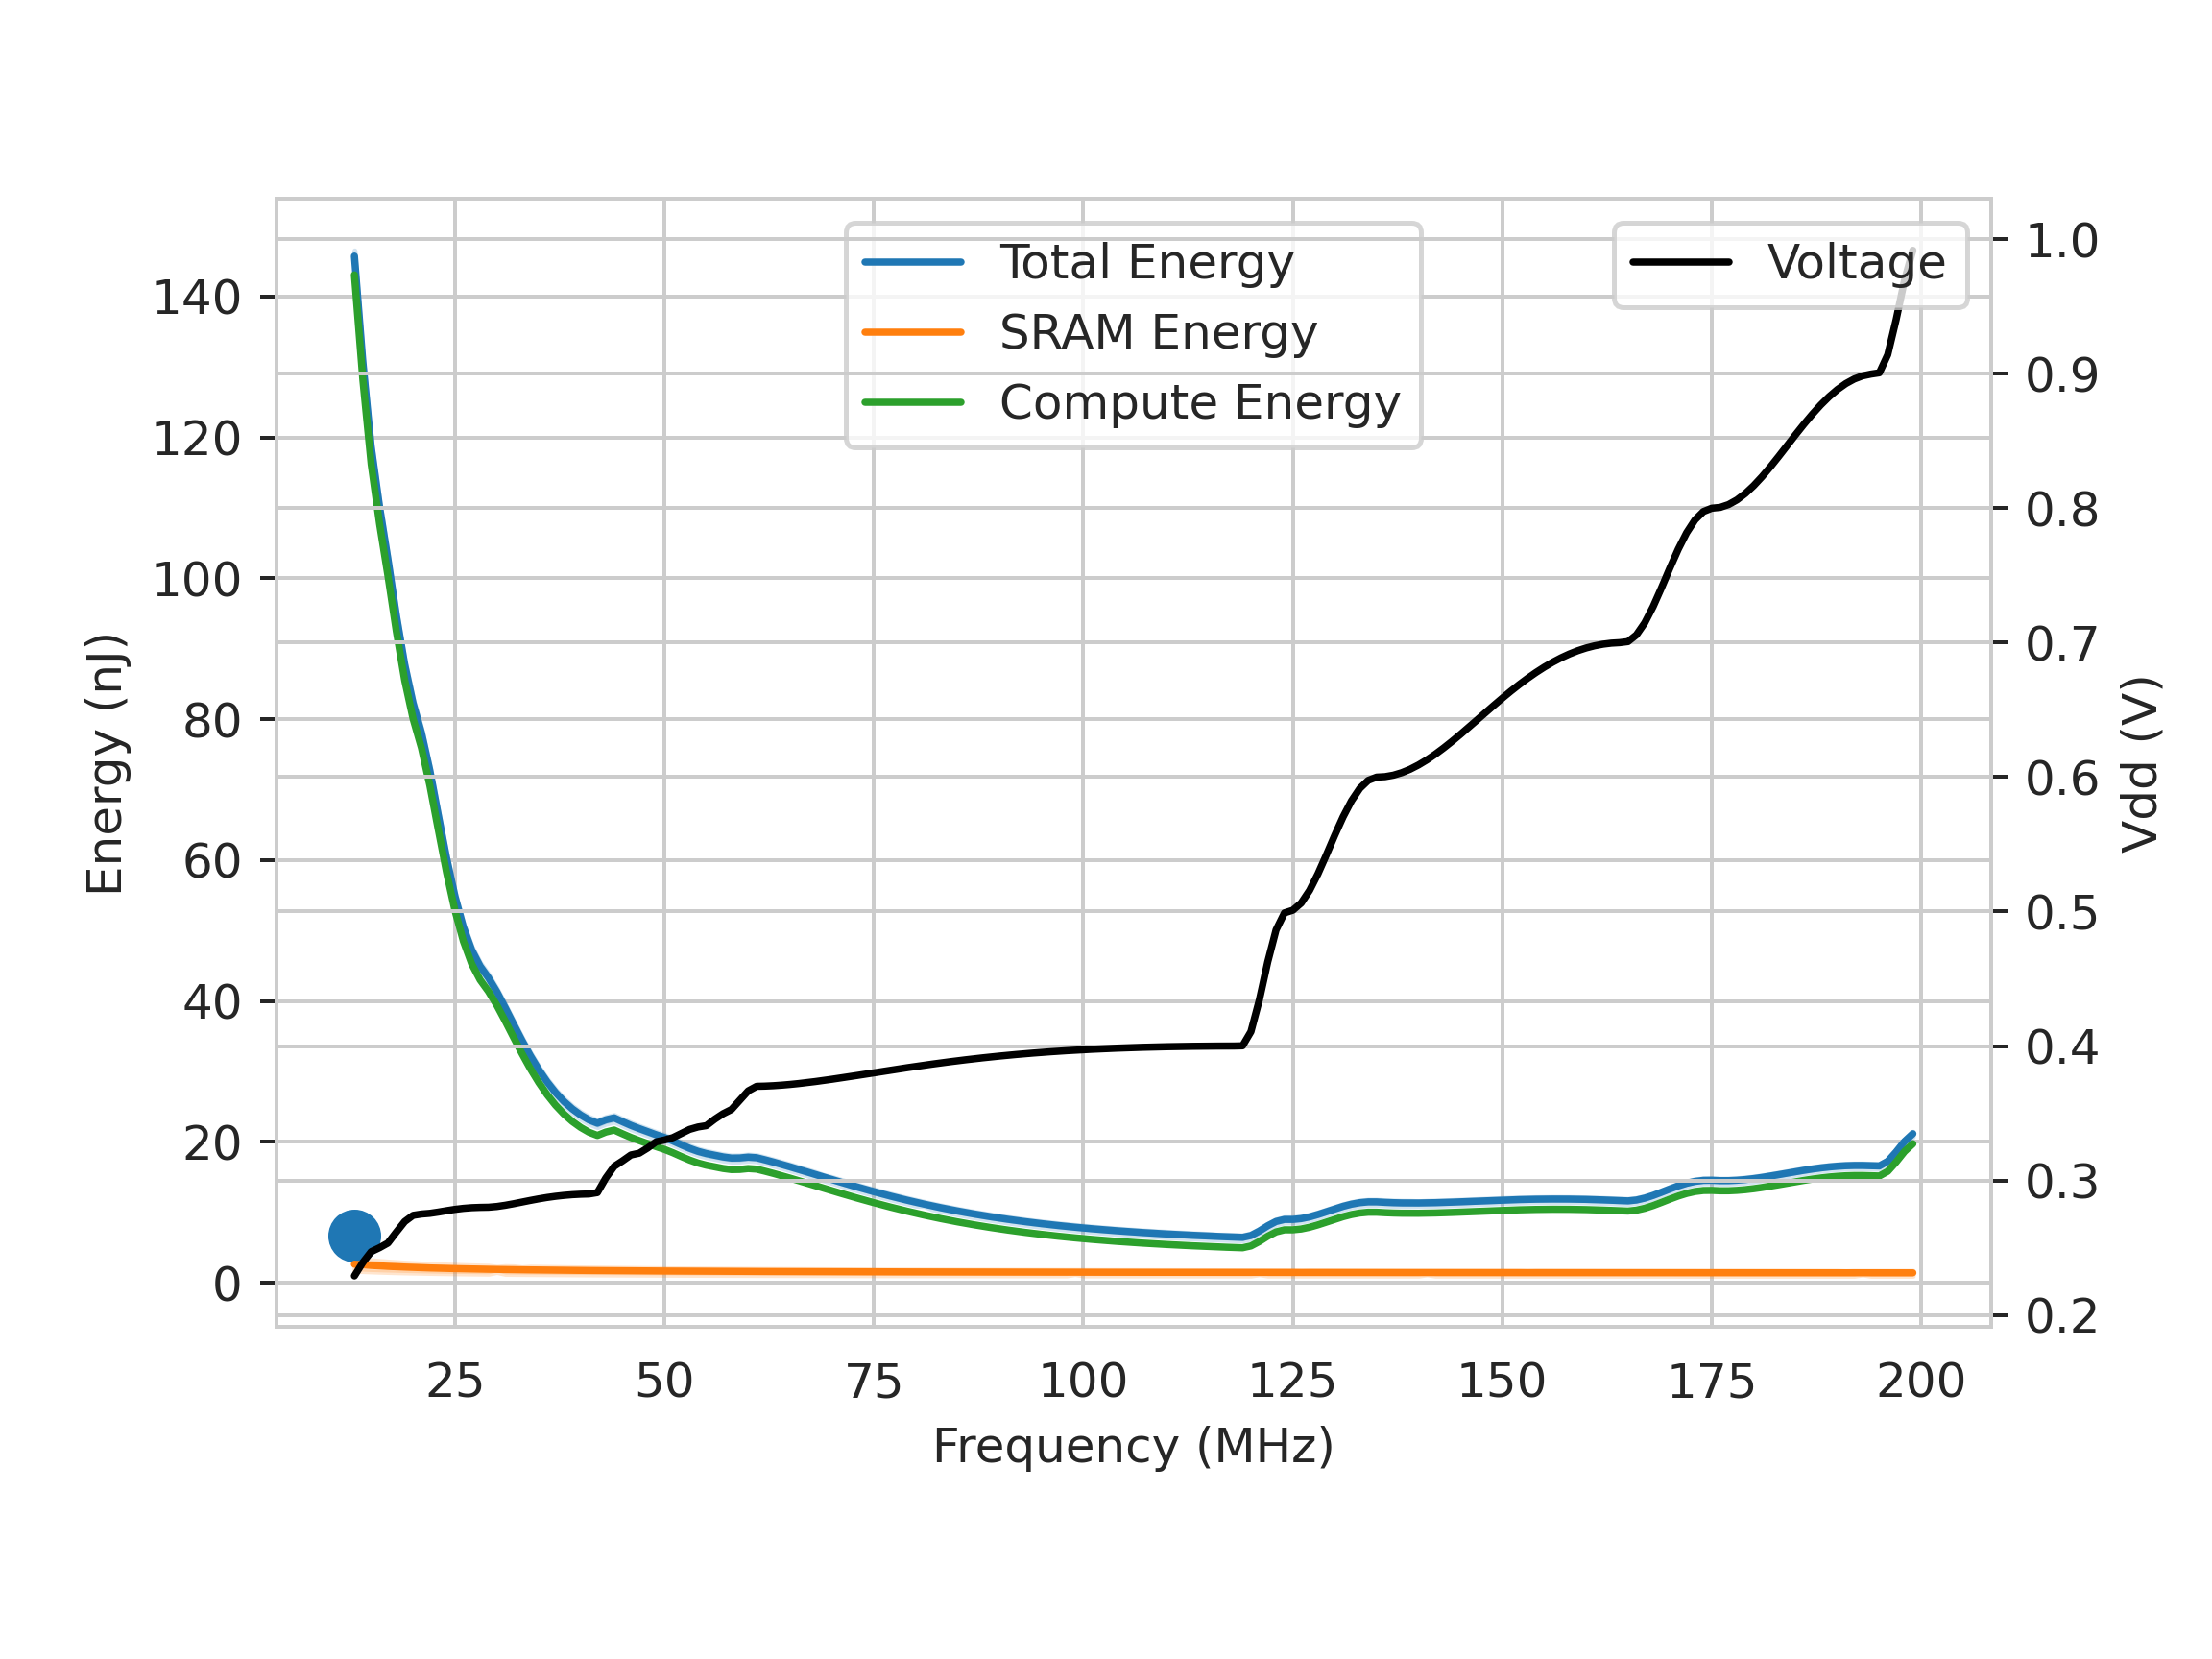 Total Energy
SRAM Energy
Compute Energy
Voltage
140
120
100
80
60
40
20
0
Energy (nJ)
1.0
0.9
0.8
0.7
0.6
0.5
0.4
0.3
0.2
Vdd (V)
25 50 75 100 125 150 175 200
Frequency (MHz)